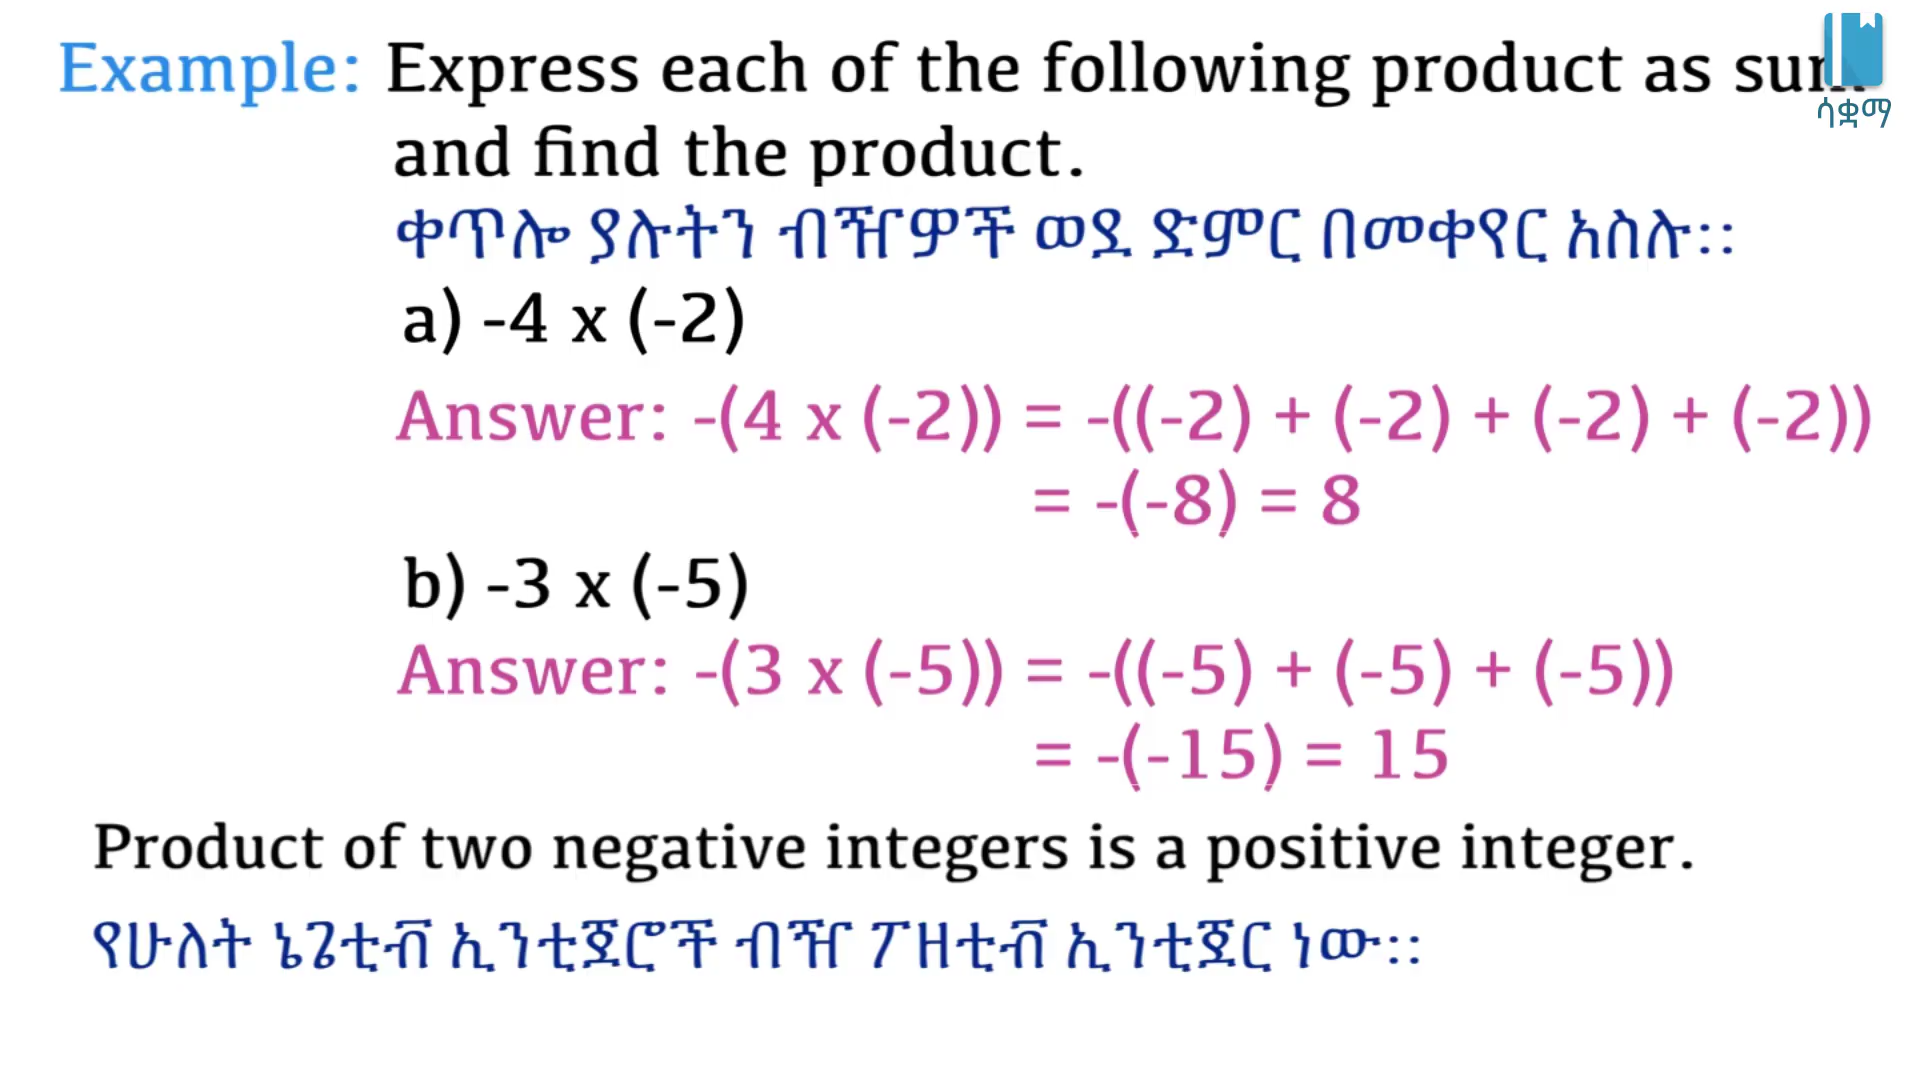 Example: Express each of the following product as sum
and find the product.
ቀጥሎ ያሉትን ብዥዎች ወደ ድምር በመቀየር አስሉ፡፡
a) -4 x (-2)
Answer: -(4 x (-2)) = -((-2) + (-2) + (-2) + (-2))
= -(-8) = 8
b) -3 x (-5)
Answer: -(3 x (-5)) = -((-5) + (-5) + (-5))
= -(-15) = 15
Product of two negative integers is a positive integer.
የሁለት ኔጌቲቭ ኢንቲጀሮች ብዥ ፖዘቲቭ ኢንቲጀር ነው፡፡
ሳቋማ